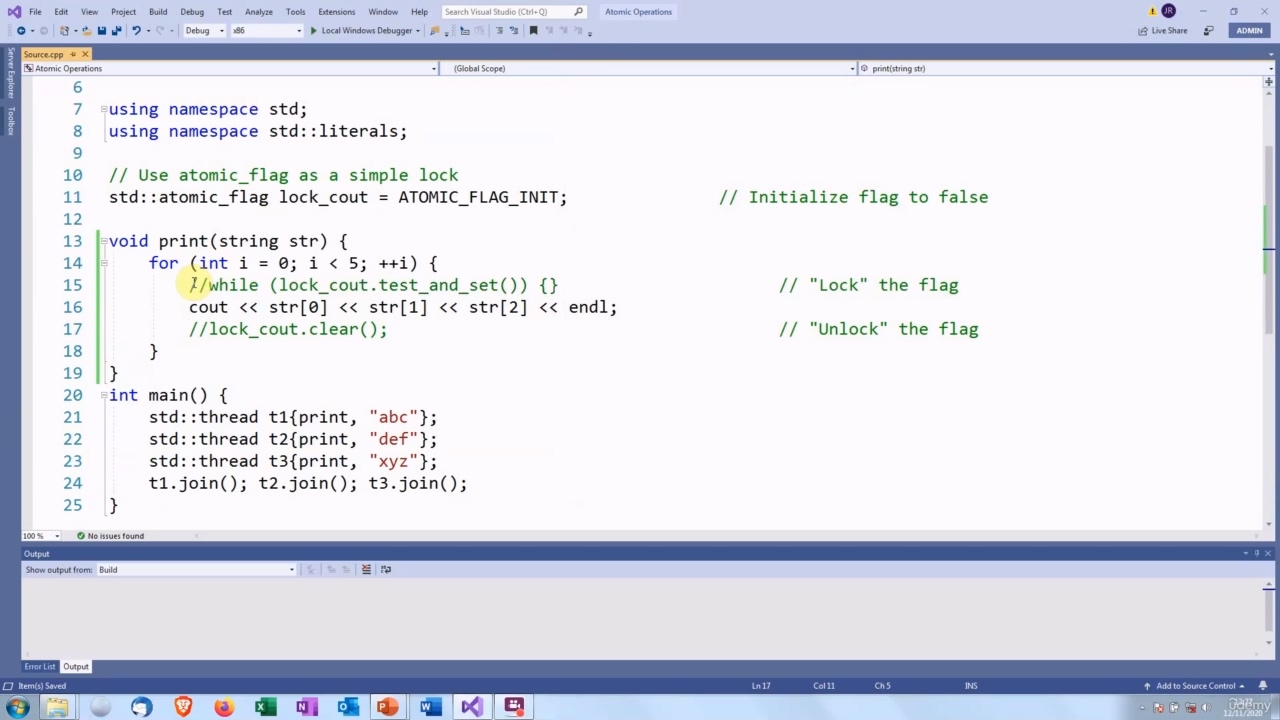 File Edit View Project Build Debug Test Analyze Tools Extensions Window Help Search Visual Studio (Ctrl+Q) Atomic Operations JR
Debug x86 Local Windows Debugger Live Share ADMIN
Server Explorer
Toolbox
Source.cpp
Atomic Operations (Global Scope) print(string str)
6
7 using namespace std;
8 using namespace std::literals;
9
10 // Use atomic_flag as a simple lock
11 std::atomic_flag lock_cout = ATOMIC_FLAG_INIT; // Initialize flag to false
12
13 void print(string str) {
14 for (int i = 0; i < 5; ++i) {
15 //while (lock_cout.test_and_set()) {} // "Lock" the flag
16 cout << str[0] << str[1] << str[2] << endl;
17 //lock_cout.clear(); // "Unlock" the flag
18 }
19 }
20 int main() {
21 std::thread t1{print, "abc"};
22 std::thread t2{print, "def"};
23 std::thread t3{print, "xyz"};
24 t1.join(); t2.join(); t3.join();
25 }
100 % No issues found
Output
Show output from: Build
Error List Output
Item(s) Saved Ln 17 Col 11 Ch 5 INS Add to Source Control
udemy
12/11/2020